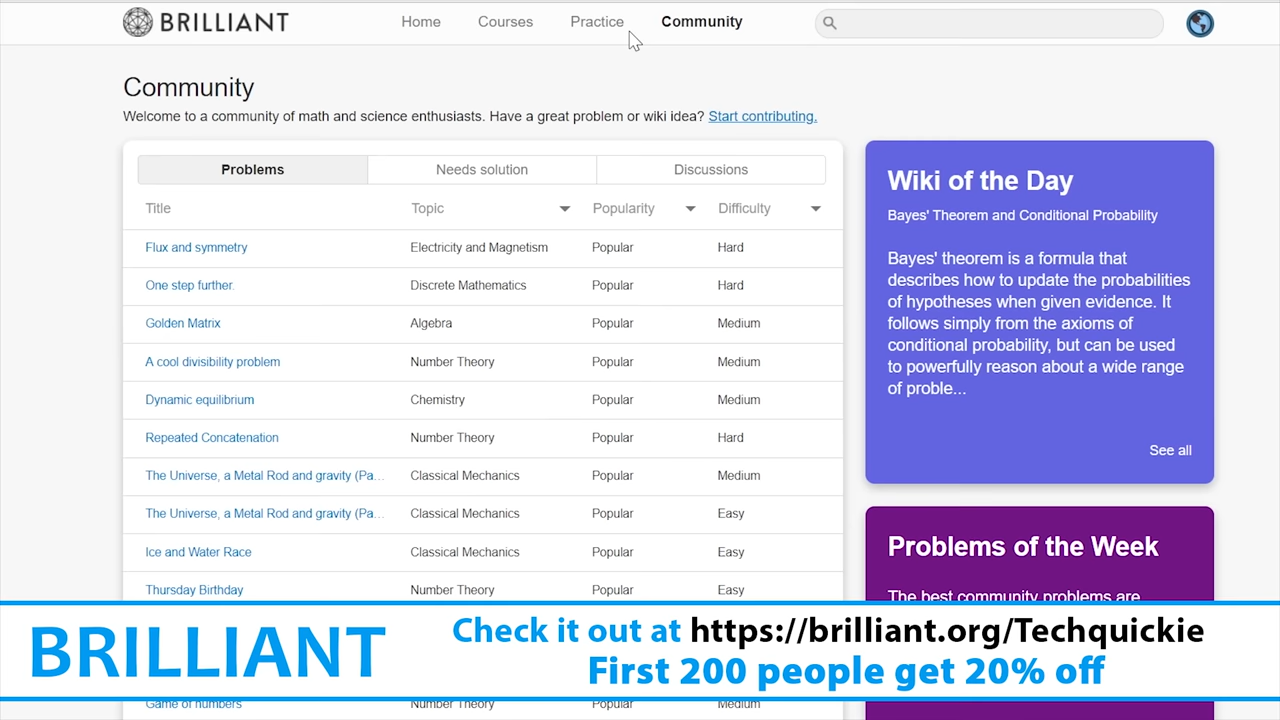 BRILLIANT
Home Courses Practice Community
Community
Welcome to a community of math and science enthusiasts. Have a great problem or wiki idea? Start contributing.
Problems Needs solution Discussions
Title Topic Popularity Difficulty
Flux and symmetry Electricity and Magnetism Popular Hard
One step further. Discrete Mathematics Popular Hard
Golden Matrix Algebra Popular Medium
A cool divisibility problem Number Theory Popular Medium
Dynamic equilibrium Chemistry Popular Medium
Repeated Concatenation Number Theory Popular Hard
The Universe, a Metal Rod and gravity (Pa... Classical Mechanics Popular Medium
The Universe, a Metal Rod and gravity (Pa... Classical Mechanics Popular Easy
Ice and Water Race Classical Mechanics Popular Easy
Thursday Birthday Number Theory Popular Easy
Game of numbers Number Theory Popular Medium
Wiki of the Day
Bayes' Theorem and Conditional Probability
Bayes' theorem is a formula that
describes how to update the probabilities
of hypotheses when given evidence. It
follows simply from the axioms of
conditional probability, but can be used
to powerfully reason about a wide range
of proble...
See all
Problems of the Week
The best community problems are
BRILLIANT
Check it out at https://brilliant.org/Techquickie
First 200 people get 20% off